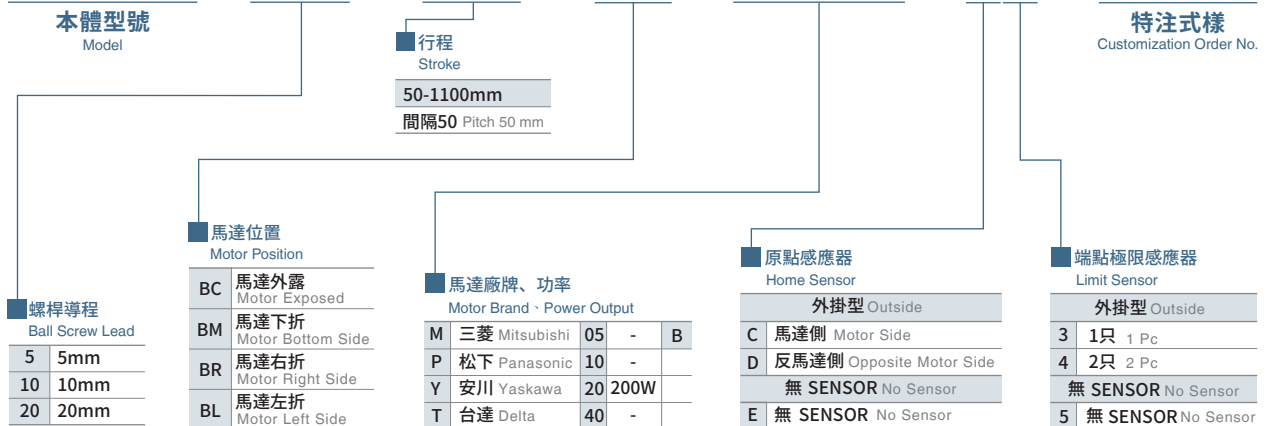 本體型號
Model
特注式樣
Customization Order No.
行程
Stroke
50-1100mm
間隔50 Pitch 50 mm
螺桿導程
Ball Screw Lead
5 5mm
10 10mm
20 20mm
馬達位置
Motor Position
BC 馬達外露
Motor Exposed
BM 馬達下折
Motor Bottom Side
BR 馬達右折
Motor Right Side
BL 馬達左折
Motor Left Side
馬達廠牌、功率
Motor Brand、Power Output
M 三菱 Mitsubishi 05 - B
P 松下 Panasonic 10 -
Y 安川 Yaskawa 20 200W
T 台達 Delta 40 -
原點感應器
Home Sensor
外掛型 Outside
C 馬達側 Motor Side
D 反馬達側 Opposite Motor Side
無 SENSOR No Sensor
E 無 SENSOR No Sensor
端點極限感應器
Limit Sensor
外掛型 Outside
3 1只 1 Pc
4 2只 2 Pc
無 SENSOR No Sensor
5 無 SENSOR No Sensor